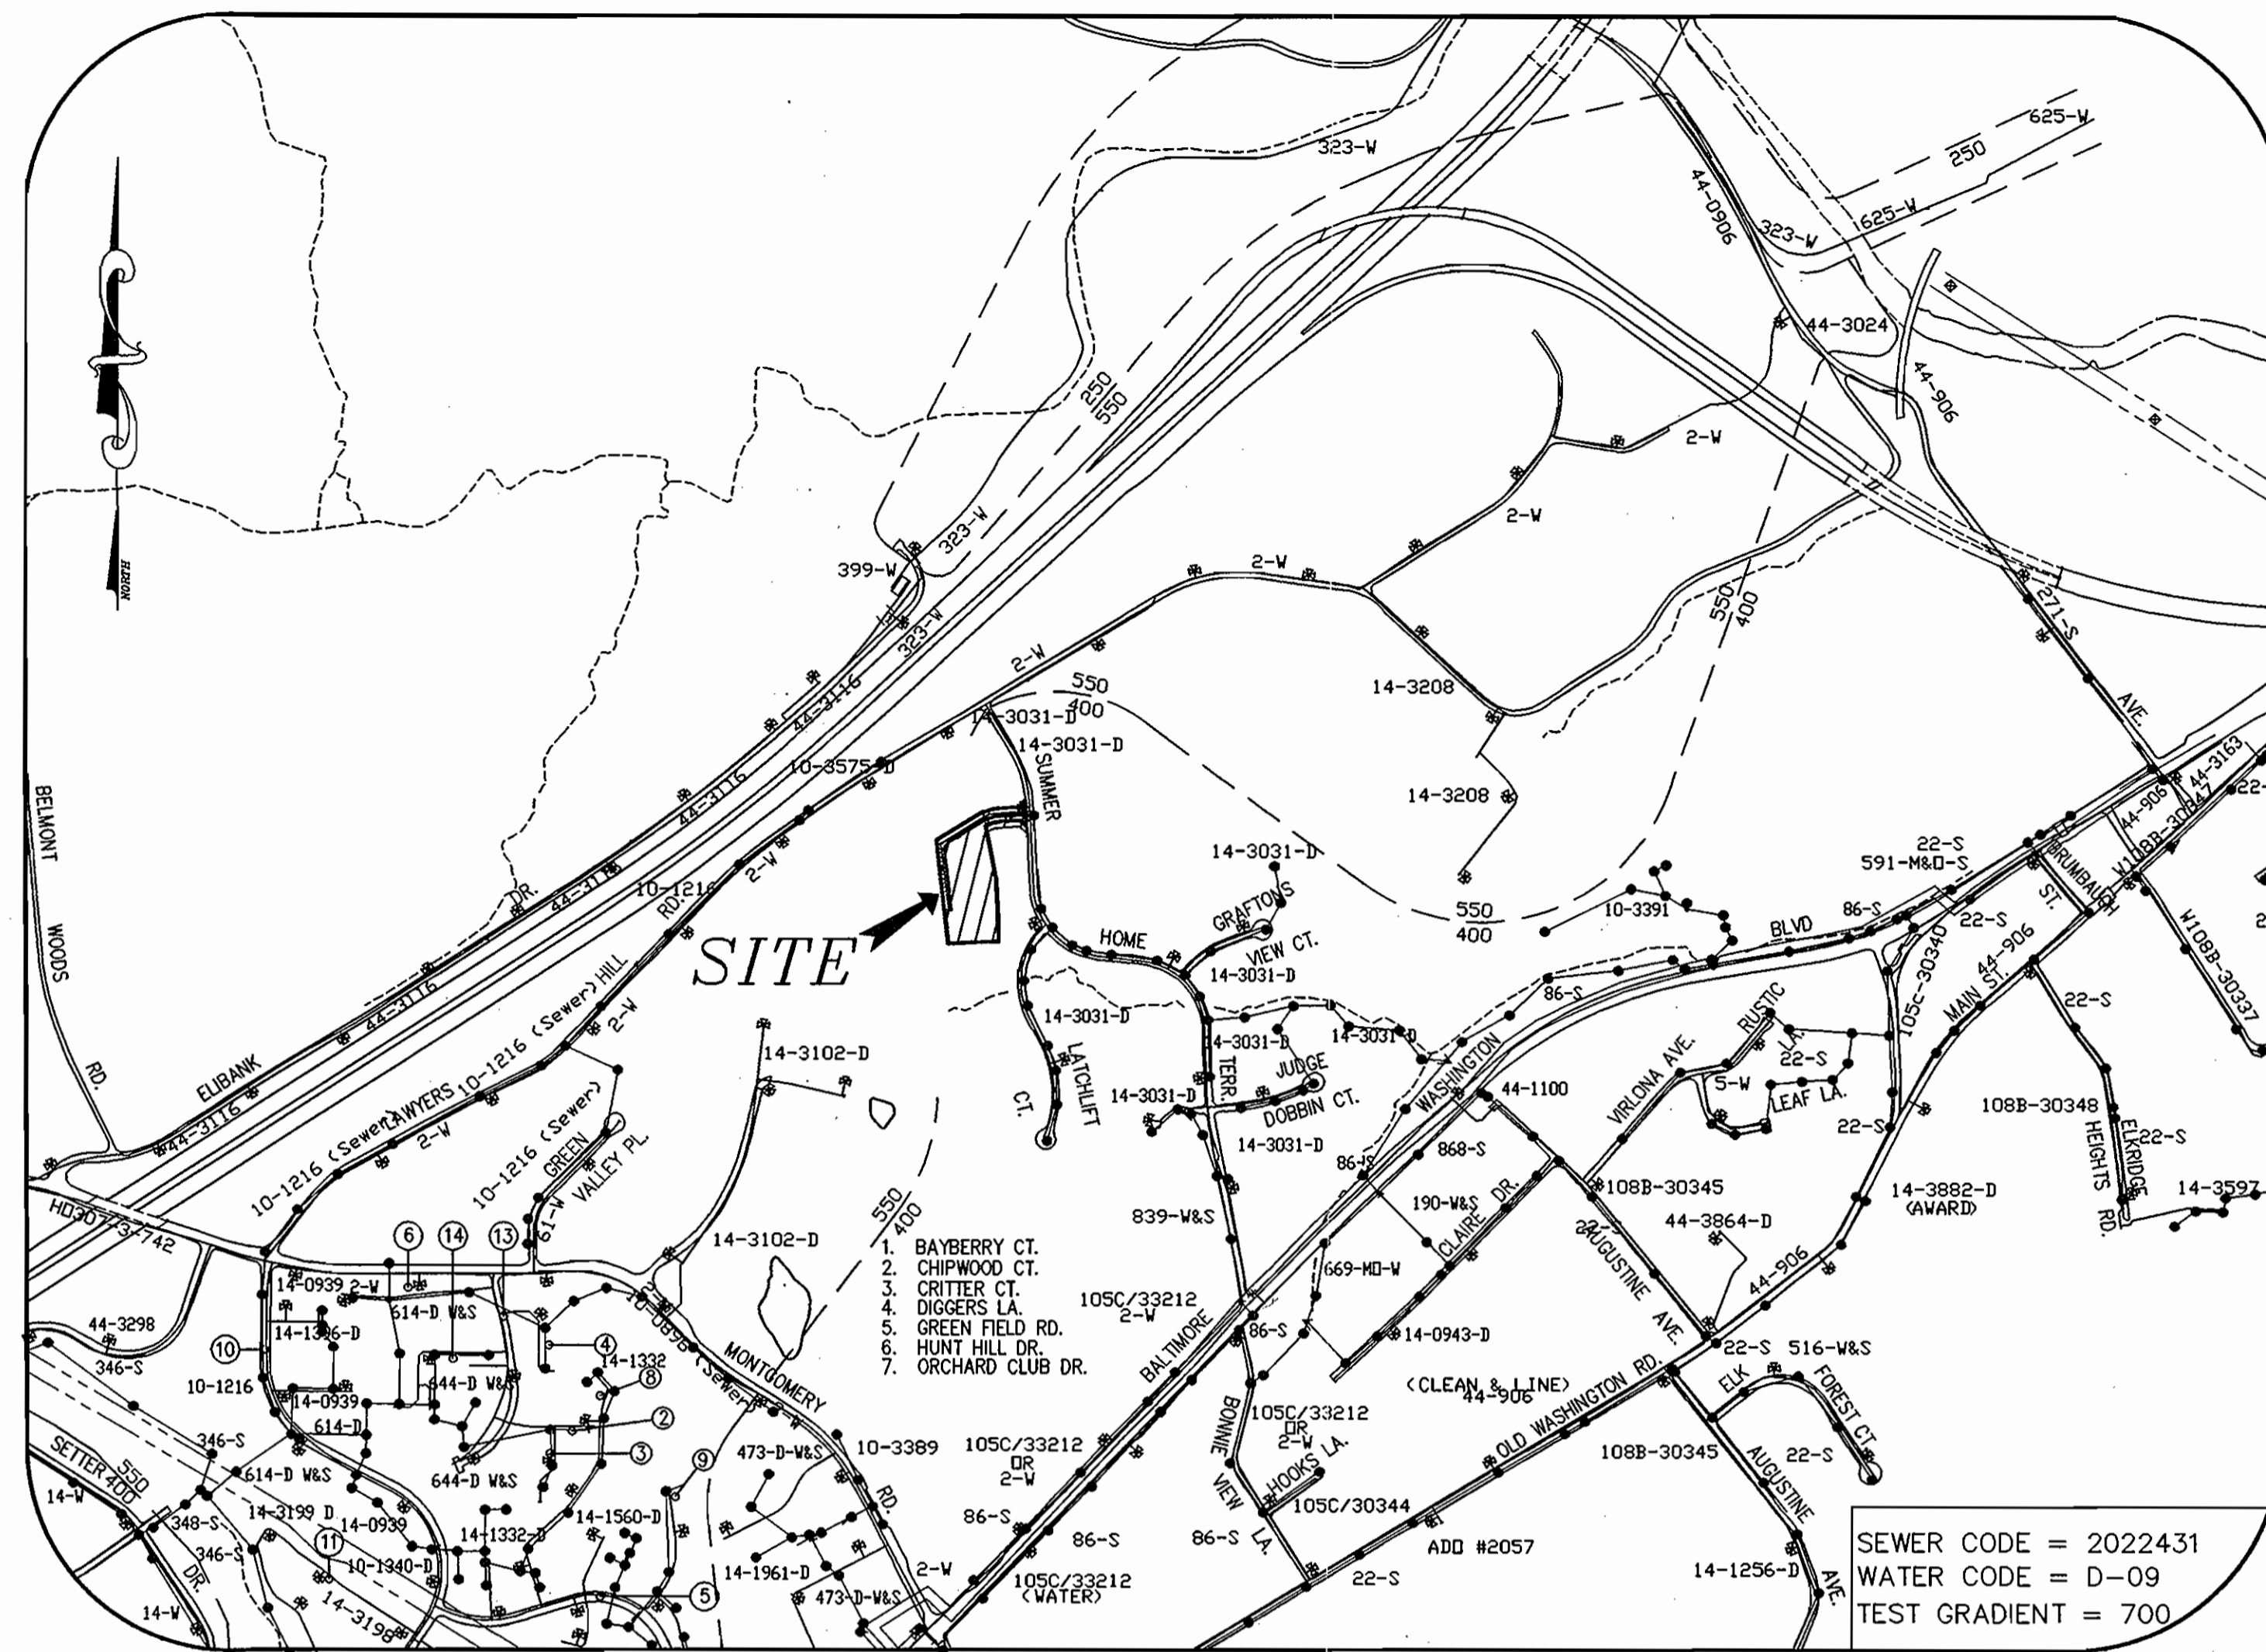 625-W
250
323-W
44-0906
625-W
323-W
44-3024
250
550
44-906
2-W
NORTH
323-W
2-W
399-W
2-W
550
400
271-S
323-W
2-W
550
400
14-3208
AVE.
44-3116
14-3031-D
14-3031-D
SUMMER
10-3575-D
44-3163
44-3116
14-3208
44-906
BELMONT
WOODS
RD.
2-W
14-3031-D
22-S
591-M&O-S
BRUMBAUGH
ST.
DR.
44-3116
10-1216
RD.
GRAFTONS
VIEW CT.
10-3391
550
400
86-S
22-S
BLVD
SITE
HOME
14-3031-D
86-S
105C-30340
44-906
MAIN ST.
W108B-30337
22-S
HILL
10-1216 (Sewer)
2-W
44-3116
14-3031-D
14-3031-D
14-3031-D
RUSTIC
LA.
ELIBANK
14-3102-D
LATCHLIFT
CT.
TERR.
JUDGE
DOBBIN CT.
WASHINGTON
44-1100
VIRLONA AVE.
22-S
5-W
LEAF LA.
108B-30348
44-3116
LAWYERS
10-1216 (Sewer)
2-W
14-3031-D
14-3031-D
22-S
22-S
ELKRIDGE
HEIGHTS RD.
10-1216 (Sewer)
GREEN
VALLEY PL.
10-1216 (Sewer)
61-W
86-S
868-S
190-W&S
CLAIRE DR.
108B-30345
14-3882-D
(AWARD)
14-3597
839-W&S
44-3864-D
6
14
13
14-3102-D
550
400
669-MO-W
AUGUSTINE AVE.
44-906
1. BAYBERRY CT.
2. CHIPWOOD CT.
3. CRITTER CT.
4. DIGGERS LA.
5. GREEN FIELD RD.
6. HUNT HILL DR.
7. ORCHARD CLUB DR.
14-0939
2-W
614-D W&S
105C/33212
2-W
44-3298
346-S
10
4
14-0943-D
86-S
BALTIMORE
22-S
516-W&S
MONTGOMERY
14-1332
8
10-1216
644-D W&S
14-0939
614-D
(CLEAN & LINE)
44-906
OLD WASHINGTON RD.
ELK
FOREST CT.
2
3
2-W
BONNIE
VIEW LA.
105C/33212
OR
2-W
HOOKS LA.
105C/33212
OR
2-W
108B-30345
22-S
AUGUSTINE
AVE.
SETTER
550
400
346-S
614-D W&S
644-D W&S
9
473-D-W&S
10-3389
RD.
14-W
14-3199 D
14-0939
348-S
346-S
11
14-1332-D
14-1560-D
86-S
86-S
105C/30344
86-S
10-1340-D
DR.
14-W
14-3198
14-1961-D
473-D-W&S
5
2-W
105C/33212
(WATER)
22-S
ADO #2057
14-1256-D
SEWER CODE = 2022431
WATER CODE = D-09
TEST GRADIENT = 700